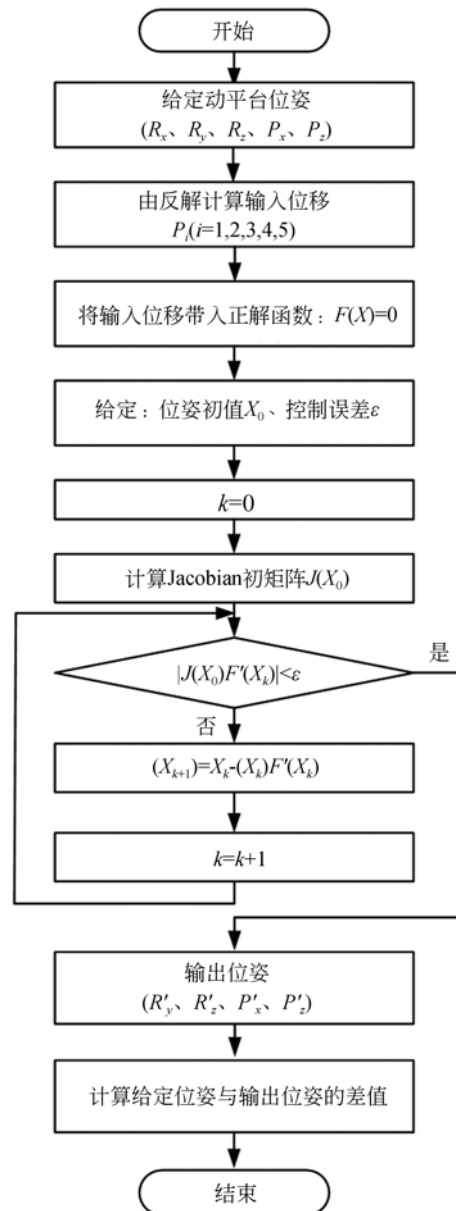 开始
给定动平台位姿
(Rx、Ry、Rz、Px、Pz)
由反解计算输入位移
Pi(i=1,2,3,4,5)
将输入位移带入正解函数：F(X)=0
给定：位姿初值X0、控制误差ε
k=0
计算Jacobian初矩阵J(X0)
|J(X0)F′(Xk)|<ε
是
否
(Xk+1)=Xk-(Xk)F′(Xk)
k=k+1
输出位姿
(R′y、R′z、P′x、P′z)
计算给定位姿与输出位姿的差值
结束